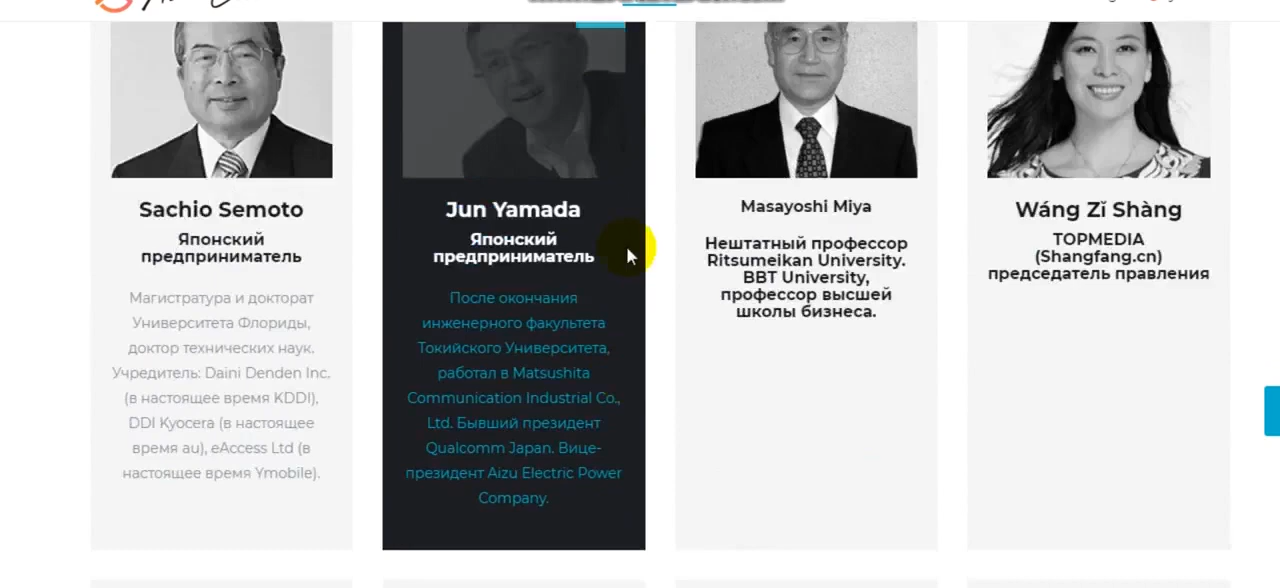 Sachio Semoto
Японский
предприниматель
Магистратура и докторат
Университета Флориды,
доктор технических наук.
Учредитель: Daini Denden Inc.
(в настоящее время KDDI),
DDI Kyocera (в настоящее
время au), eAccess Ltd (в
настоящее время Ymobile).
Jun Yamada
Японский
предприниматель
После окончания
инженерного факультета
Токийского Университета,
работал в Matsushita
Communication Industrial Co.,
Ltd. Бывший президент
Qualcomm Japan. Вице-
президент Aizu Electric Power
Company.
Masayoshi Miya
Нештатный профессор
Ritsumeikan University.
BBT University,
профессор высшей
школы бизнеса.
Wáng Zǐ Shàng
TOPMEDIA
(Shangfang.cn)
председатель правления